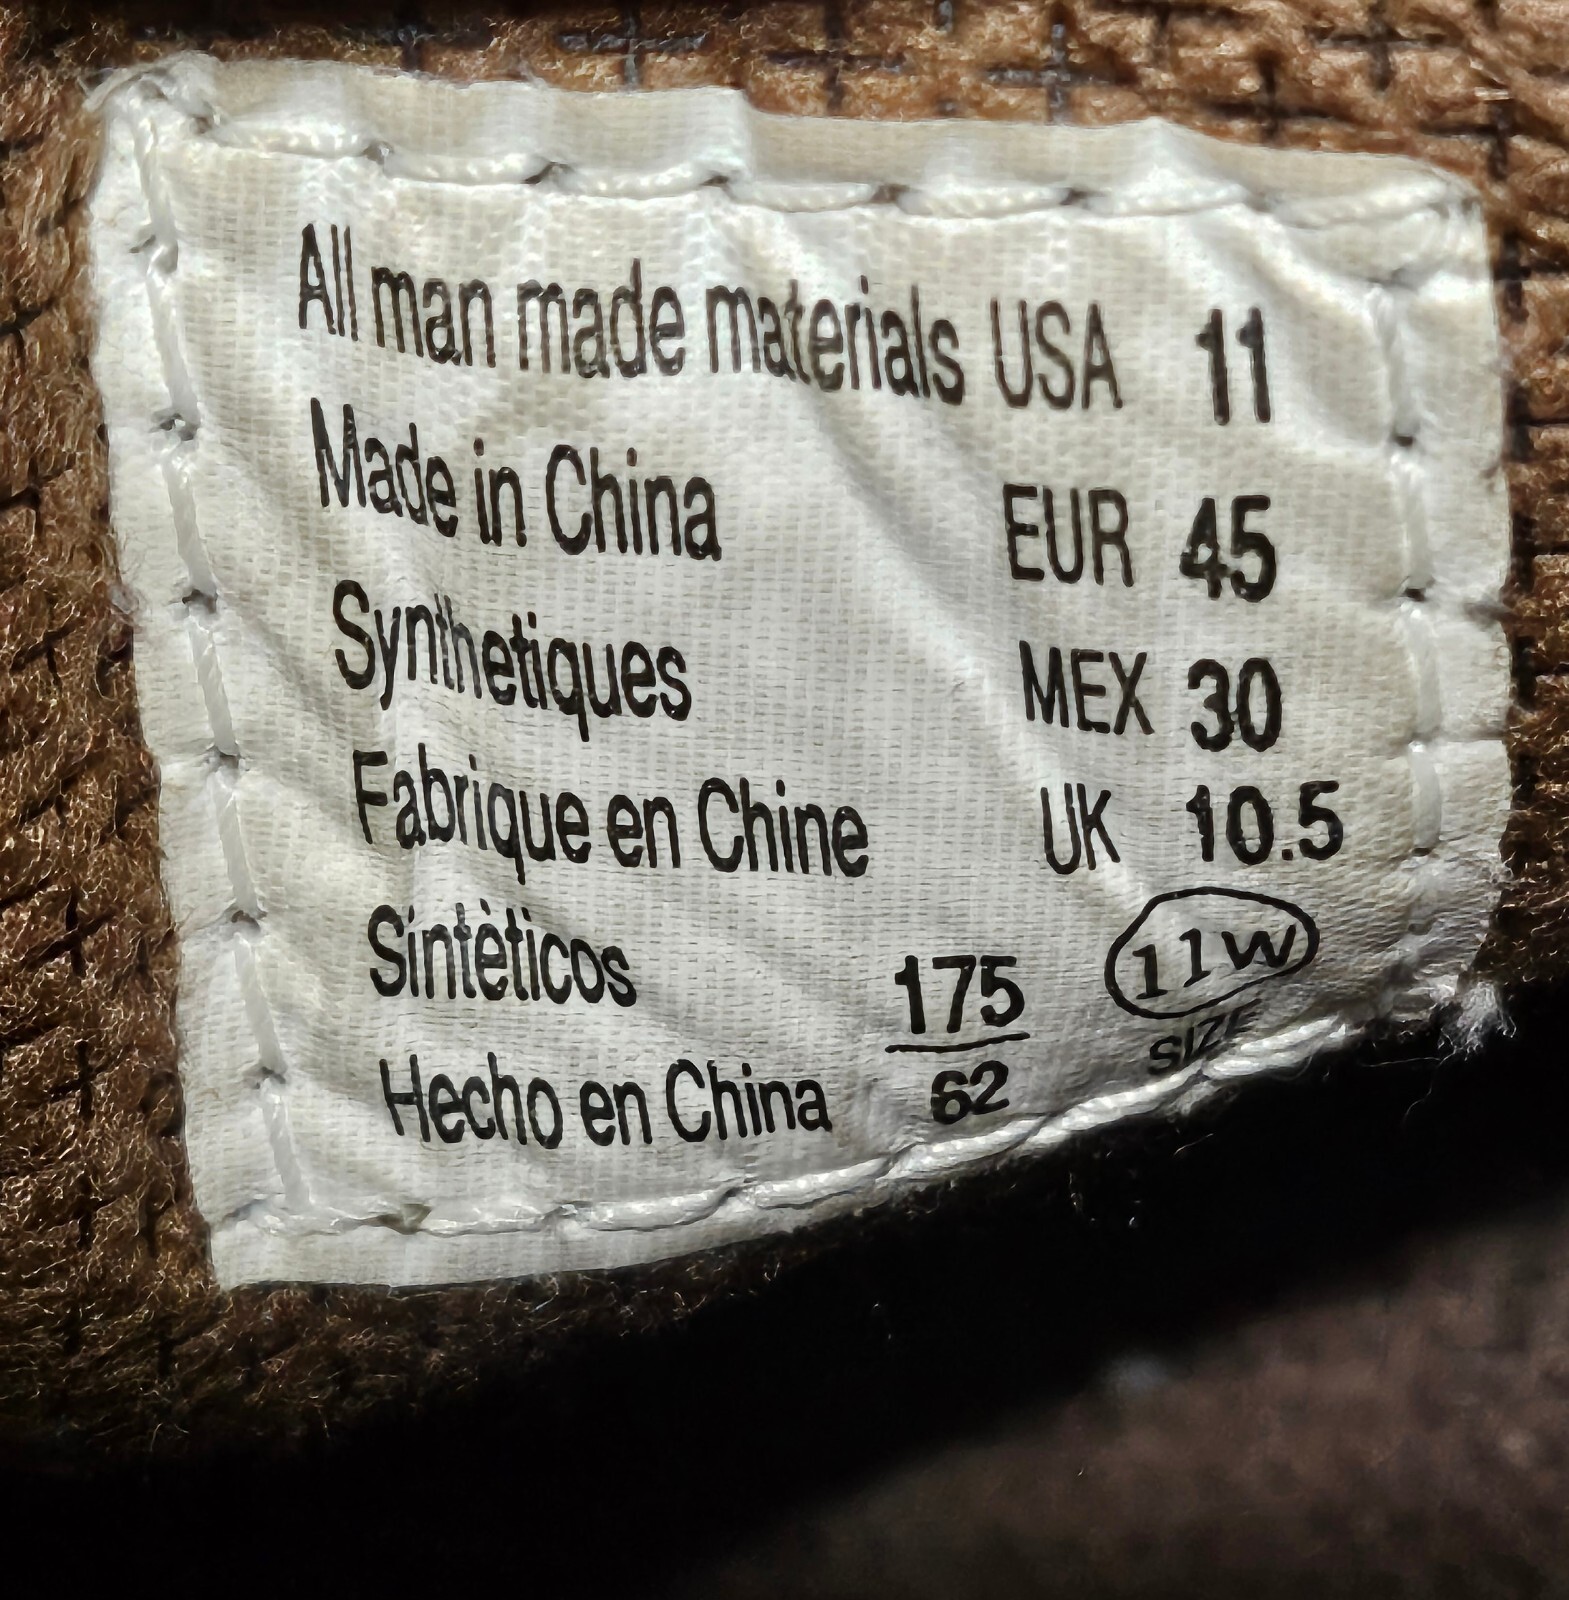 All man made materials USA 11
Made in China EUR 45
Synthetiques MEX 30
Fabrique en Chine UK 10.5
Sintèticos 175 11W
62 SIZE
Hecho en China